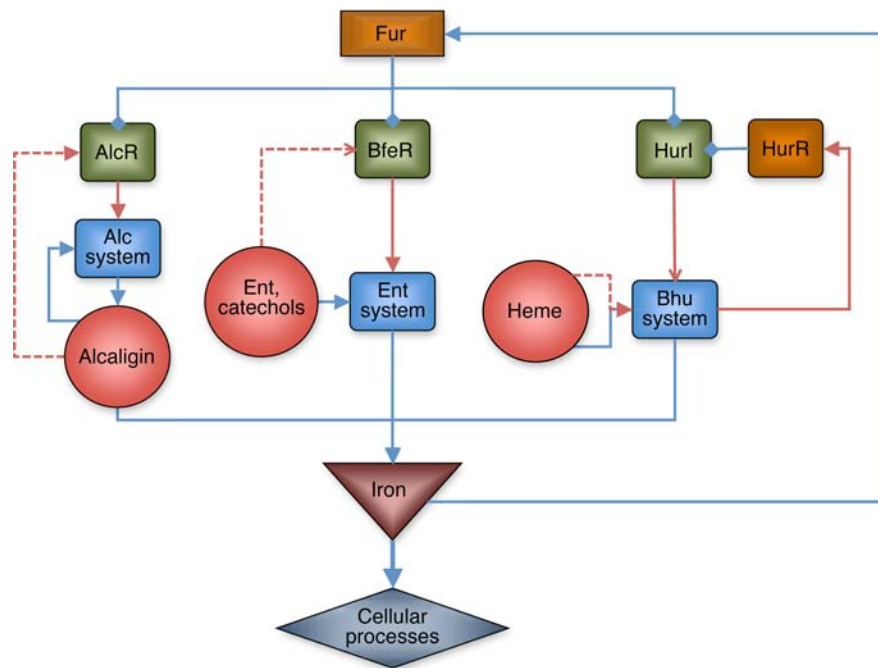 Fur
AlcR
BfeR
HurI
HurR
Alc
system
Ent,
catechols
Ent
system
Heme
Bhu
system
Alcaligin
Iron
Cellular
processes